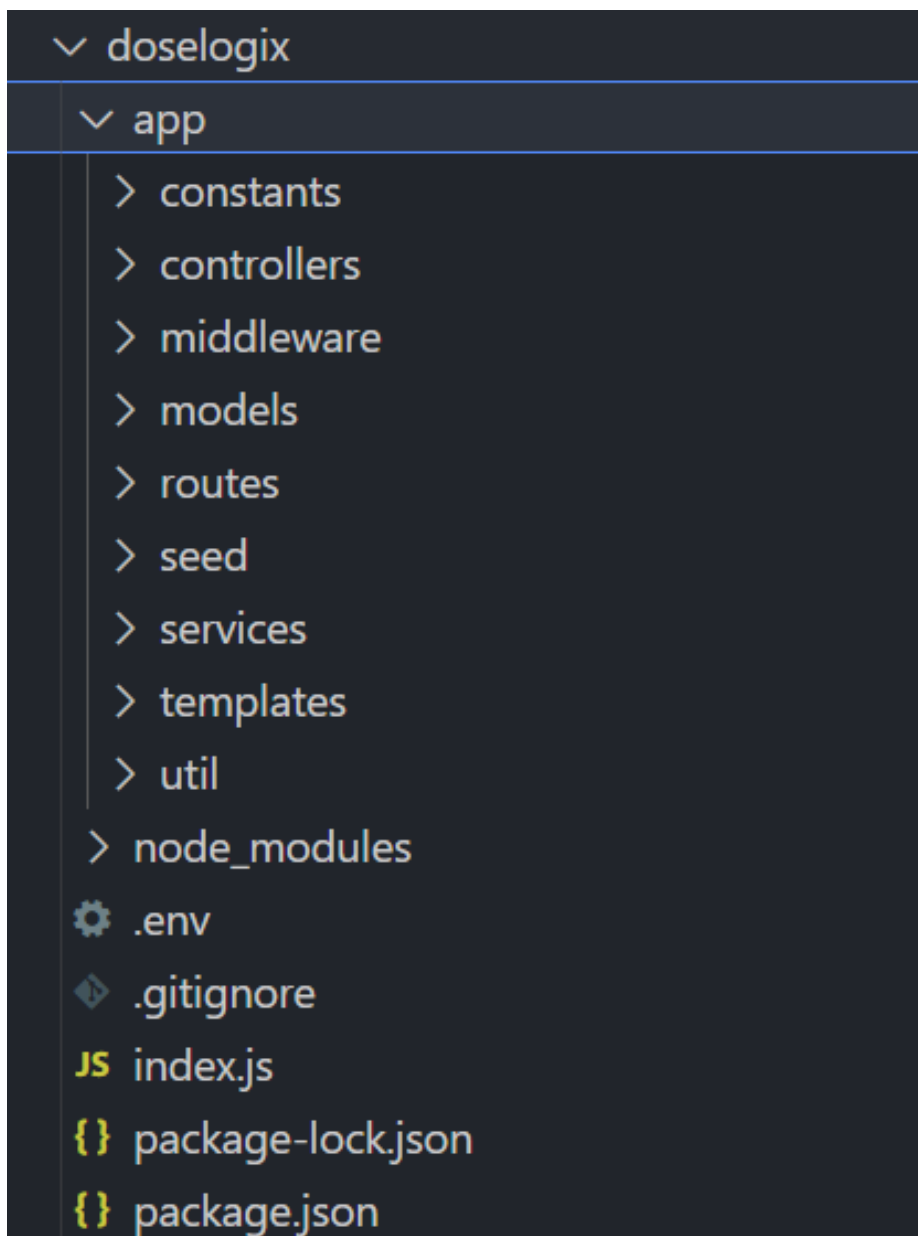 doselogix
app
constants
controllers
middleware
models
routes
seed
services
templates
util
node_modules
.env
.gitignore
JS index.js
{} package-lock.json
{} package.json